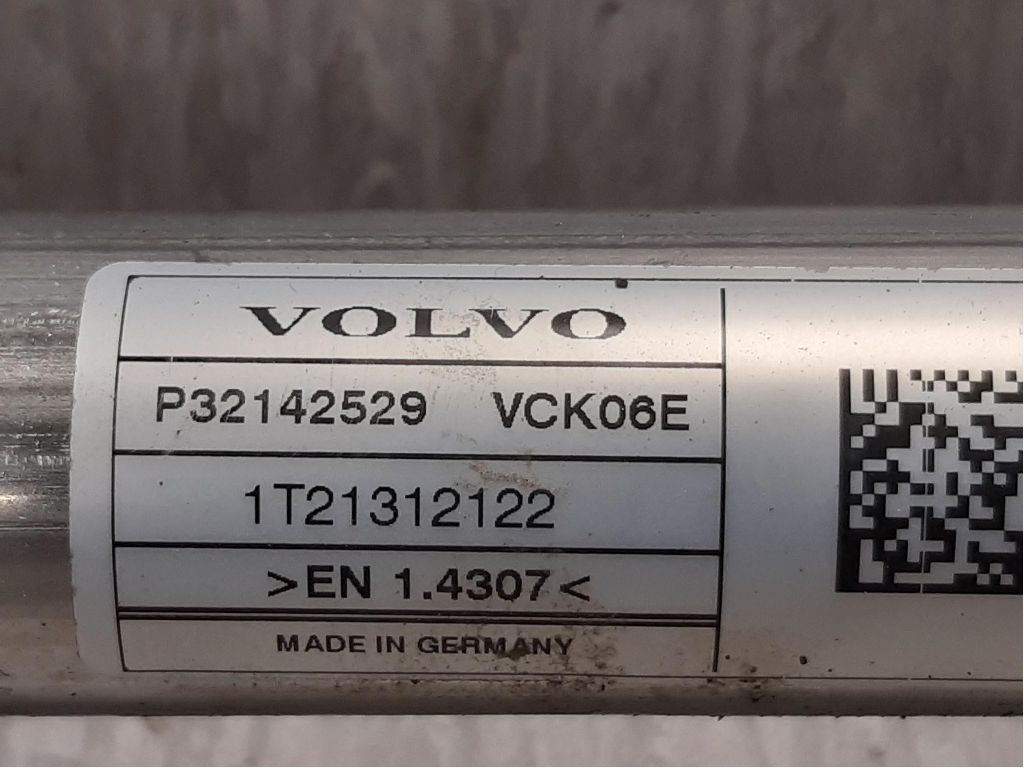 VOLVO
P32142529 VCK06E
1T21312122
>EN 1.4307<
MADE IN GERMANY